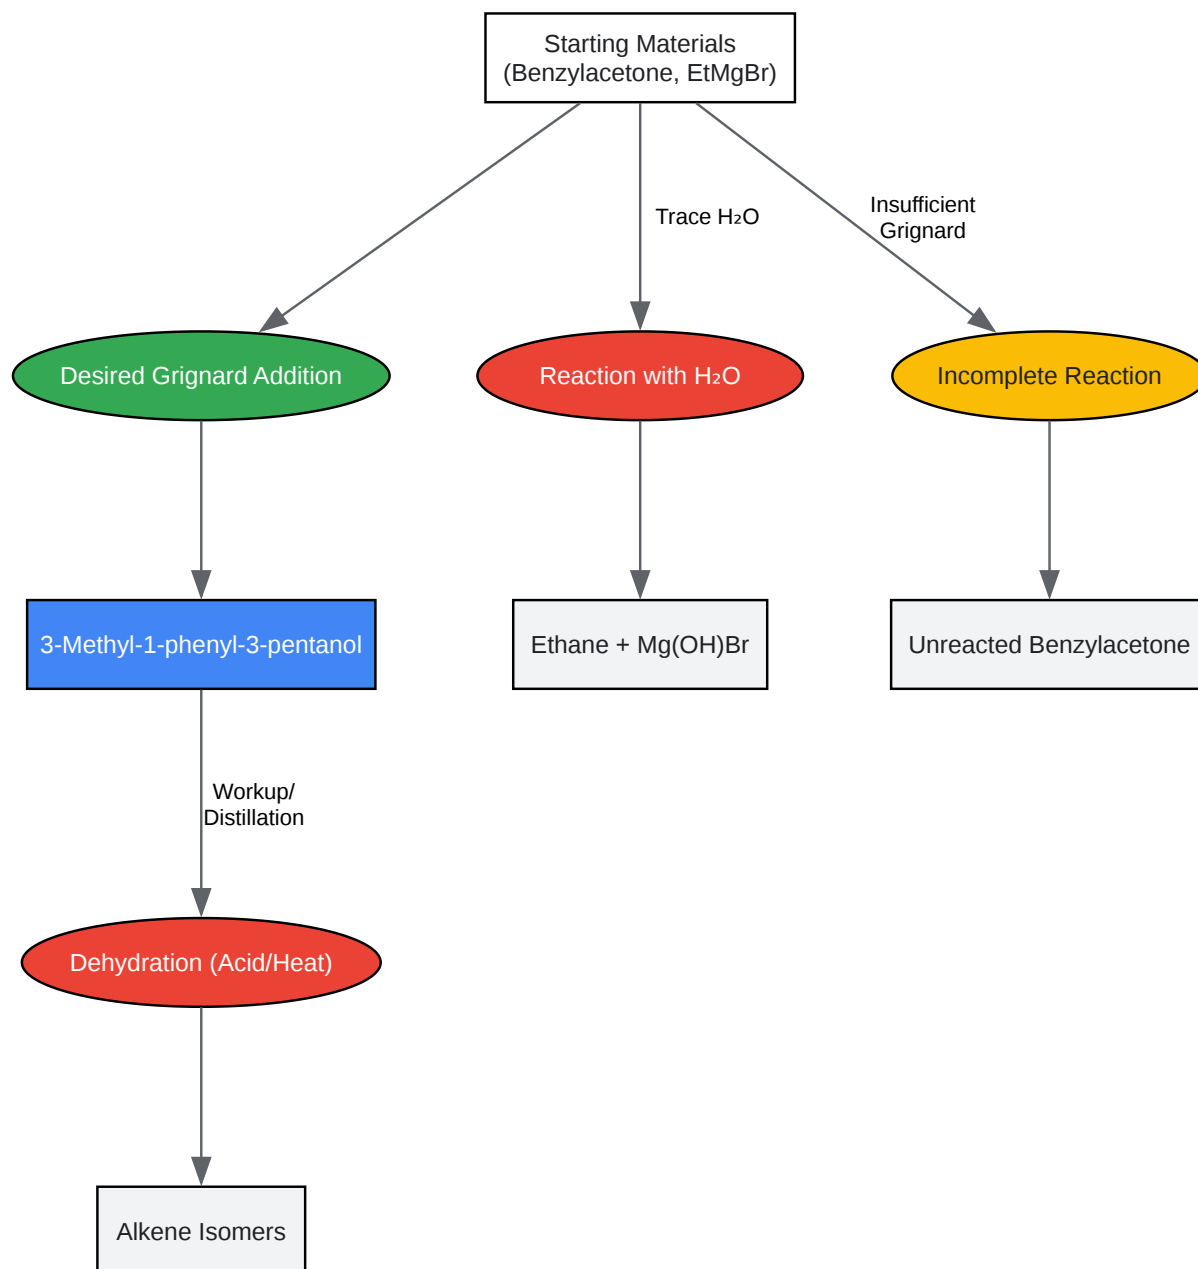 Starting Materials
(Benzylacetone, EtMgBr)
Trace H₂O
Insufficient
Grignard
Desired Grignard Addition
Reaction with H₂O
Incomplete Reaction
3-Methyl-1-phenyl-3-pentanol
Ethane + Mg(OH)Br
Unreacted Benzylacetone
Workup/
Distillation
Dehydration (Acid/Heat)
Alkene Isomers